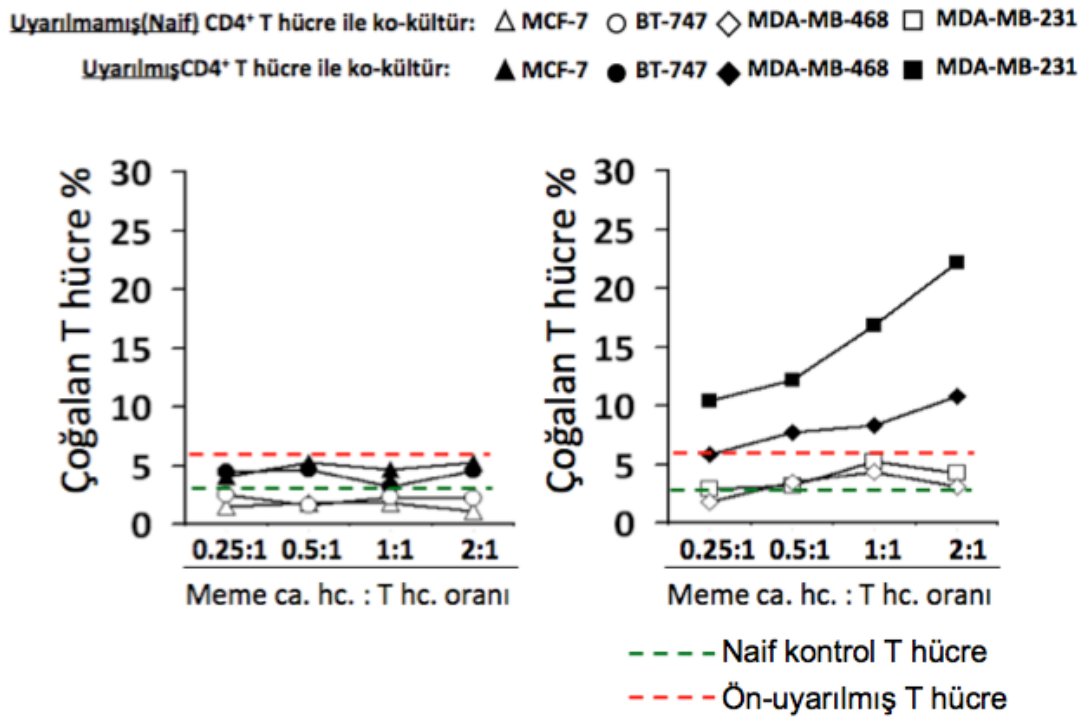 Uyarılmamış(Naif) CD4⁺ T hücre ile ko-kültür: △ MCF-7 ○ BT-747 ◇ MDA-MB-468 □ MDA-MB-231
UyarılmışCD4⁺ T hücre ile ko-kültür: ▲ MCF-7 ● BT-747 ◆ MDA-MB-468 ■ MDA-MB-231
Çoğalan T hücre %
30
25
20
15
10
5
0
0.25:1 0.5:1 1:1 2:1
Meme ca. hc. : T hc. oranı
Çoğalan T hücre %
30
25
20
15
10
5
0
0.25:1 0.5:1 1:1 2:1
Meme ca. hc. : T hc. oranı
Naif kontrol T hücre
Ön-uyarılmış T hücre